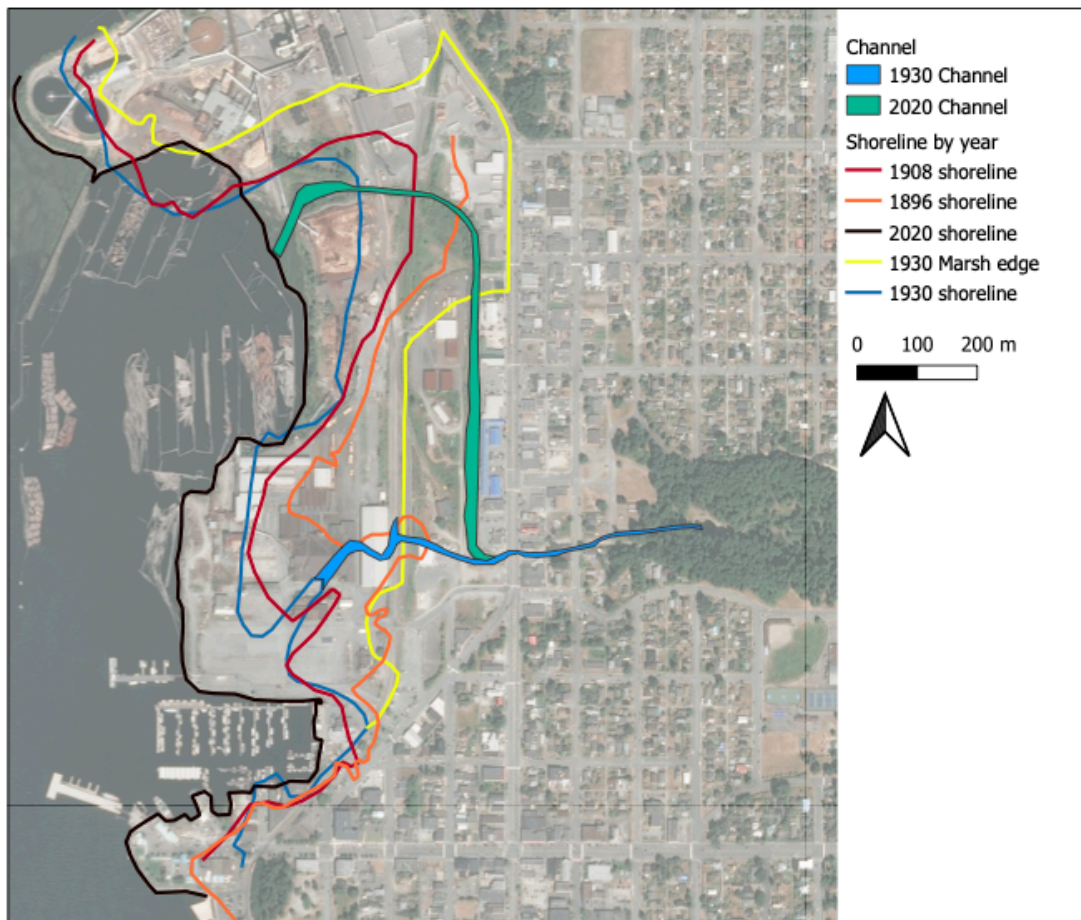 Channel
1930 Channel
2020 Channel
Shoreline by year
1908 shoreline
1896 shoreline
2020 shoreline
1930 Marsh edge
1930 shoreline
0 100 200 m